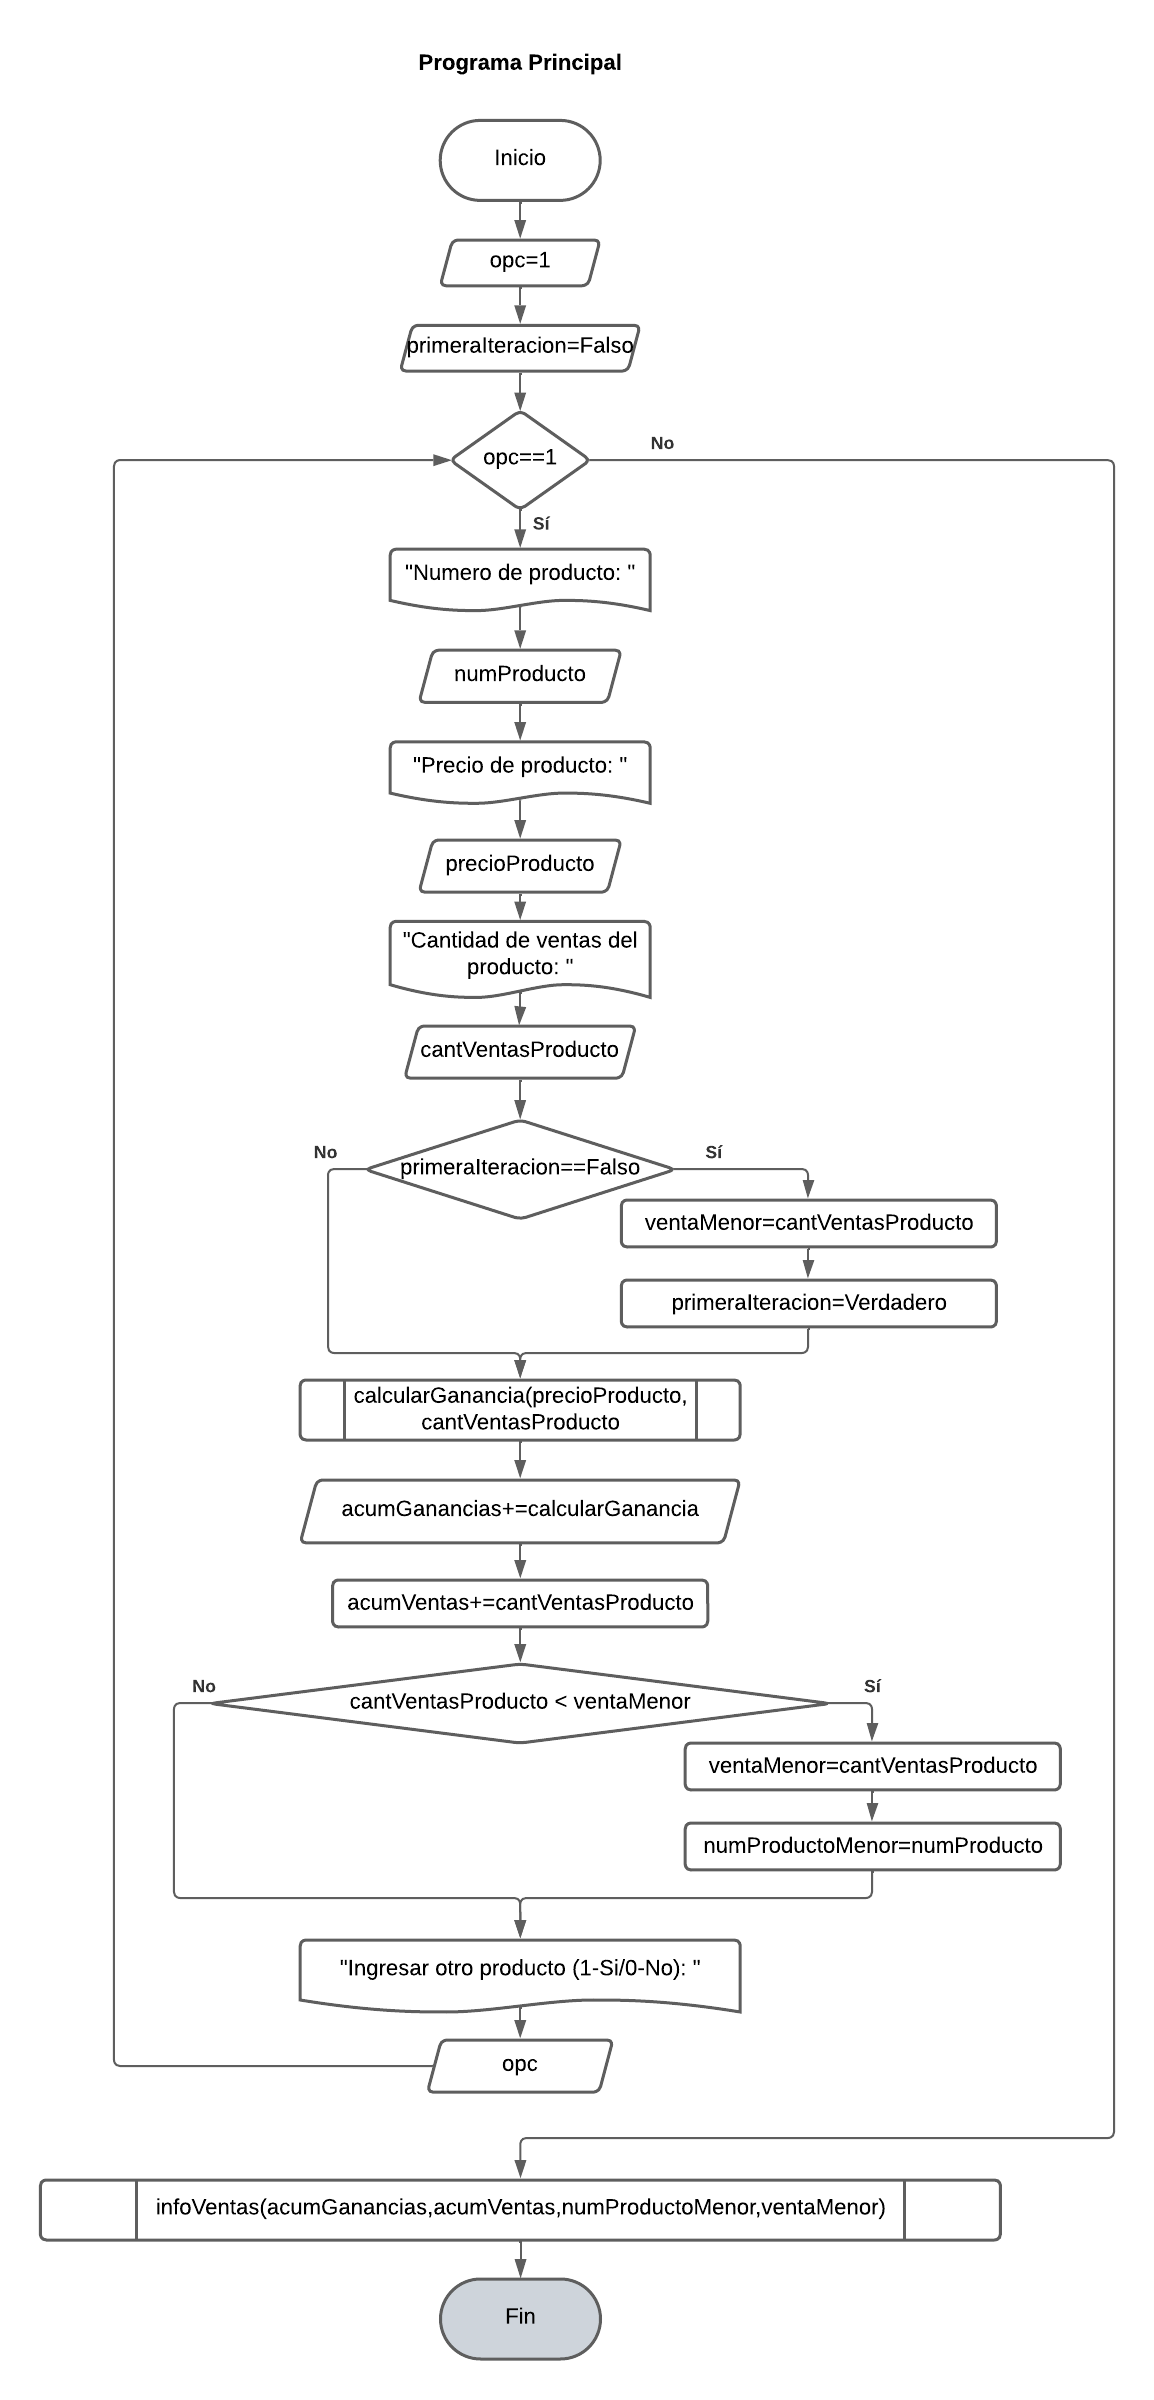 Programa Principal
Inicio
opc=1
primeraIteracion=Falso
opc==1
No
Sí
"Numero de producto: "
numProducto
"Precio de producto: "
precioProducto
"Cantidad de ventas del
producto: "
cantVentasProducto
No
primeraIteracion==Falso
Sí
ventaMenor=cantVentasProducto
primeraIteracion=Verdadero
calcularGanancia(precioProducto,
cantVentasProducto
acumGanancias+=calcularGanancia
acumVentas+=cantVentasProducto
No
cantVentasProducto < ventaMenor
Sí
ventaMenor=cantVentasProducto
numProductoMenor=numProducto
"Ingresar otro producto (1-Si/0-No): "
opc
infoVentas(acumGanancias,acumVentas,numProductoMenor,ventaMenor)
Fin